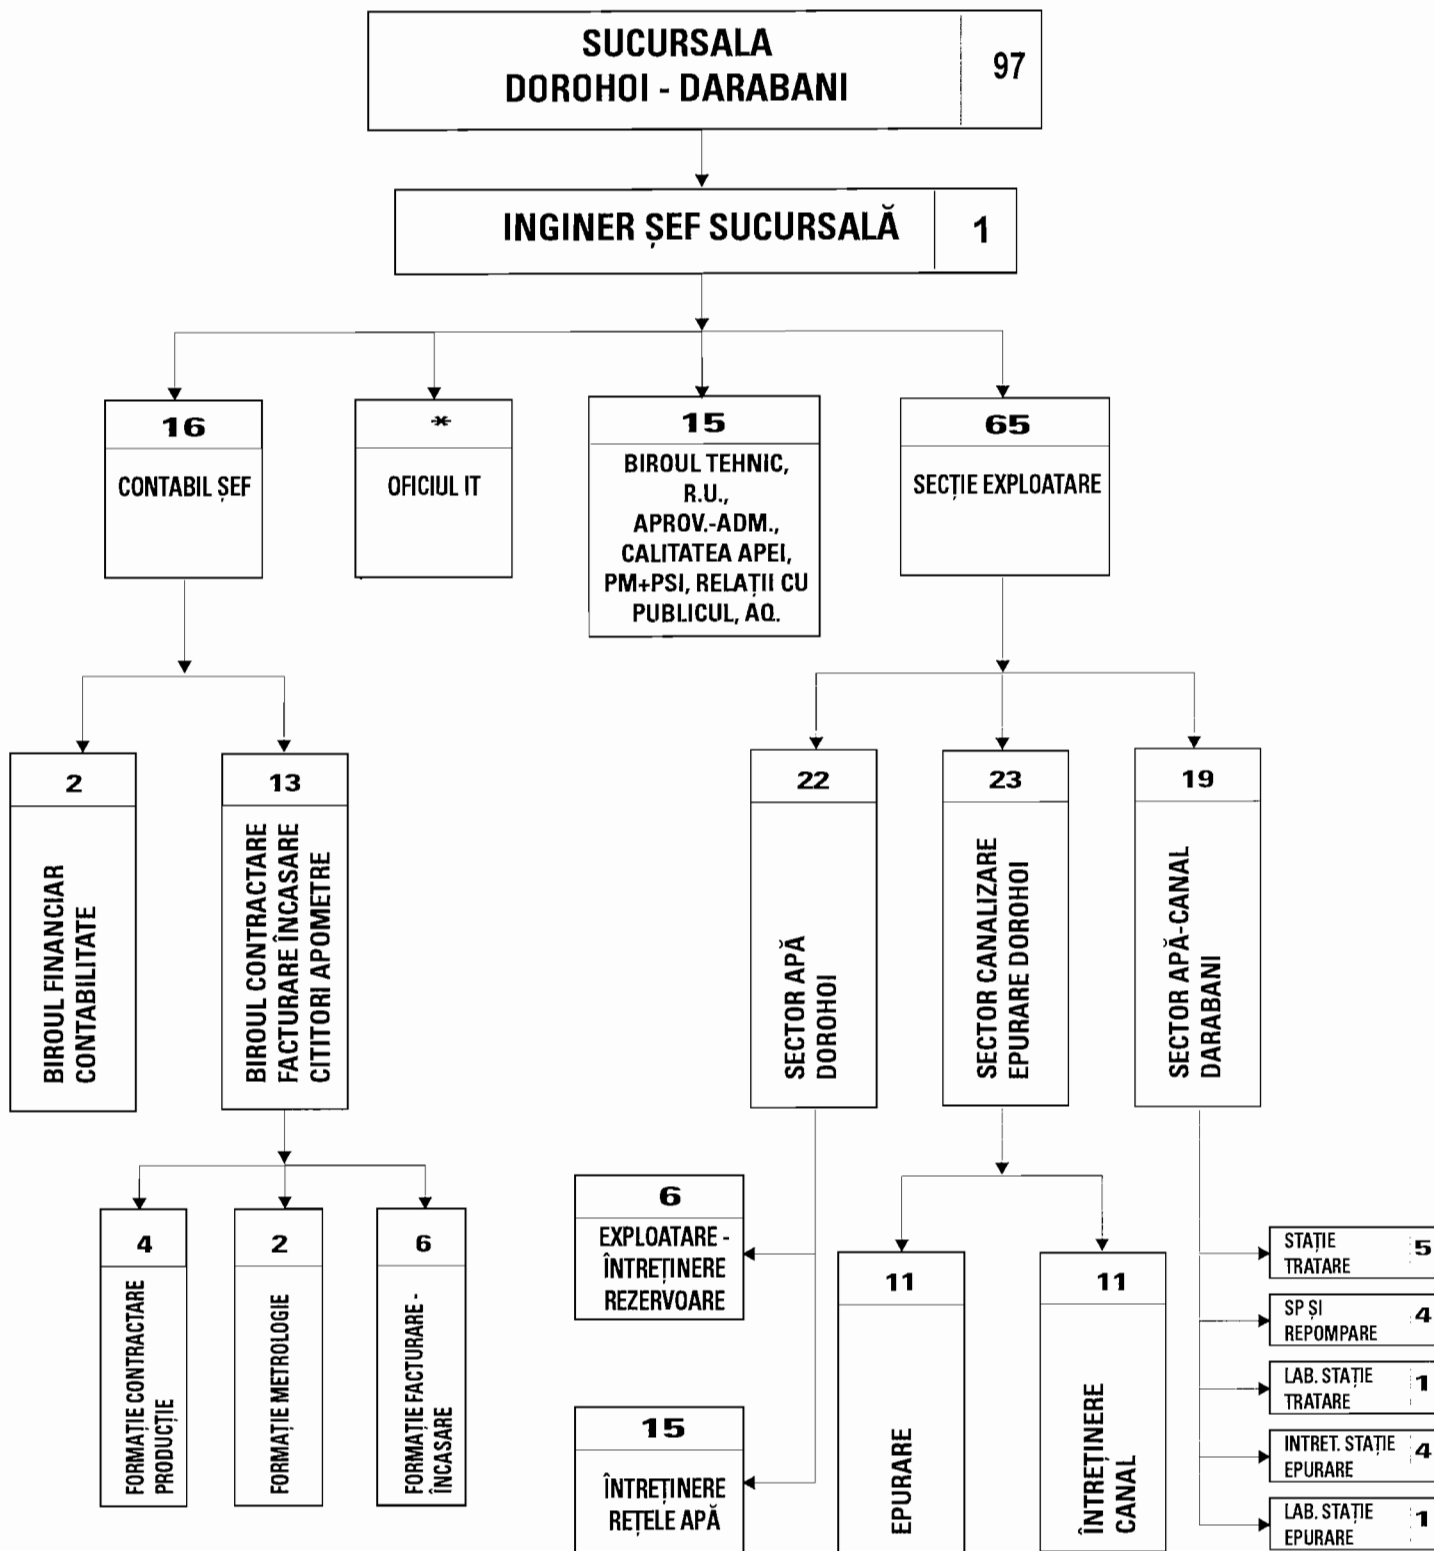 SUCURSALA
DOROHOI - DARABANI
97
INGINER ȘEF SUCURSALĂ
1
16
CONTABIL ȘEF
*
OFICIUL IT
15
BIROUL TEHNIC,
R.U.,
APROV.-ADM.,
CALITATEA APEI,
PM+PSI, RELAȚII CU
PUBLICUL, AQ.
65
SECȚIE EXPLOATARE
2
BIROUL FINANCIAR
CONTABILITATE
13
BIROUL CONTRACTARE
FACTURARE ÎNCASARE
CITITORI APOMETRE
22
SECTOR APĂ
DOROHOI
23
SECTOR CANALIZARE
EPURARE DOROHOI
19
SECTOR APĂ-CANAL
DARABANI
4
FORMAȚIE CONTRACTARE
PRODUCȚIE
2
FORMAȚIE METROLOGIE
6
FORMAȚIE FACTURARE -
ÎNCASARE
6
EXPLOATARE -
ÎNTREȚINERE
REZERVOARE
15
ÎNTREȚINERE
REȚELE APĂ
11
EPURARE
11
ÎNTREȚINERE
CANAL
STAȚIE
TRATARE
5
SP ȘI
REPOMPARE
4
LAB. STAȚIE
TRATARE
1
INTRET. STAȚIE
EPURARE
4
LAB. STAȚIE
EPURARE
1